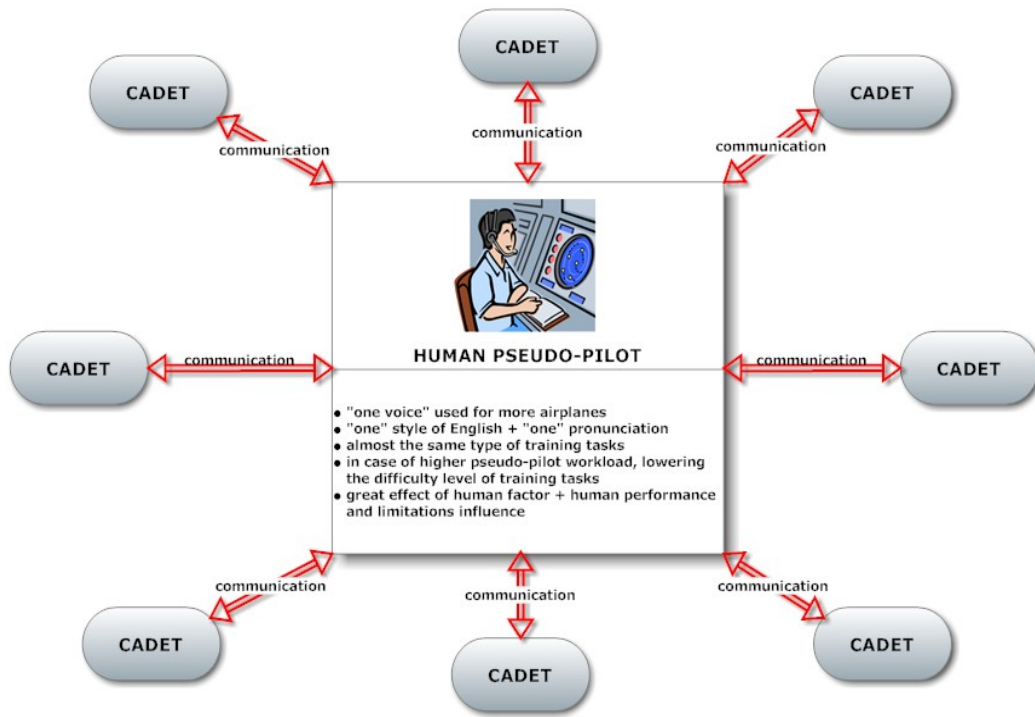 CADET
CADET
CADET
communication
communication
communication
HUMAN PSEUDO-PILOT
CADET
communication
communication
CADET
● "one voice" used for more airplanes
● "one" style of English + "one" pronunciation
● almost the same type of training tasks
● in case of higher pseudo-pilot workload, lowering
the difficulty level of training tasks
● great effect of human factor + human performance
and limitations influence
communication
communication
communication
CADET
CADET
CADET